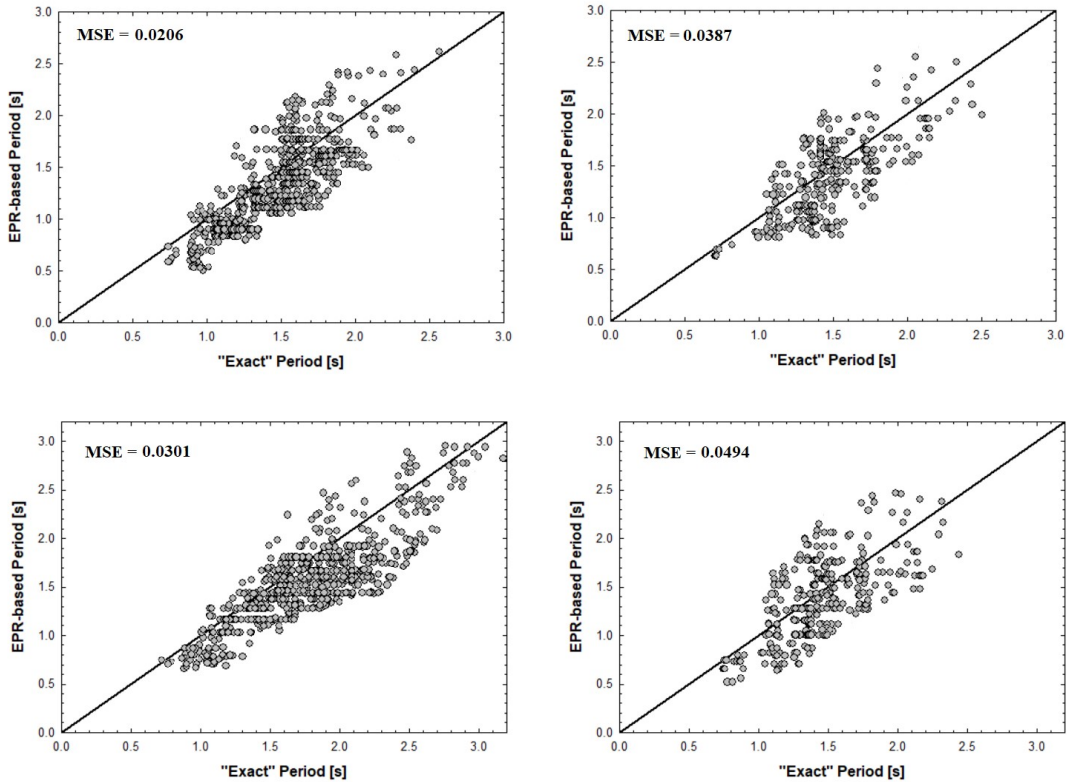 MSE = 0.0206
EPR-based Period [s]
3.0
2.5
2.0
1.5
1.0
0.5
0.0
0.0 0.5 1.0 1.5 2.0 2.5 3.0
"Exact" Period [s]
MSE = 0.0387
EPR-based Period [s]
3.0
2.5
2.0
1.5
1.0
0.5
0.0
0.0 0.5 1.0 1.5 2.0 2.5 3.0
"Exact" Period [s]
MSE = 0.0301
EPR-based Period [s]
3.0
2.5
2.0
1.5
1.0
0.5
0.0
0.0 0.5 1.0 1.5 2.0 2.5 3.0
"Exact" Period [s]
MSE = 0.0494
EPR-based Period [s]
3.0
2.5
2.0
1.5
1.0
0.5
0.0
0.0 0.5 1.0 1.5 2.0 2.5 3.0
"Exact" Period [s]